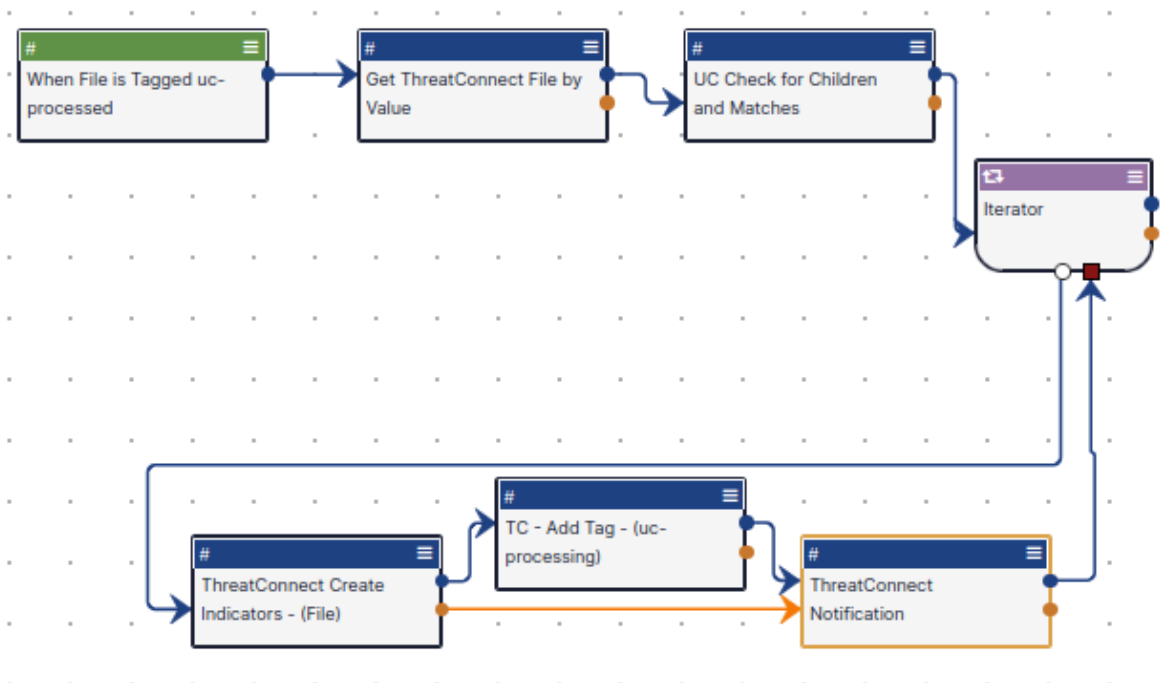 #
When File is Tagged uc-
processed
#
Get ThreatConnect File by
Value
#
UC Check for Children
and Matches
Iterator
#
TC - Add Tag - (uc-
processing)
#
ThreatConnect Create
Indicators - (File)
#
ThreatConnect
Notification